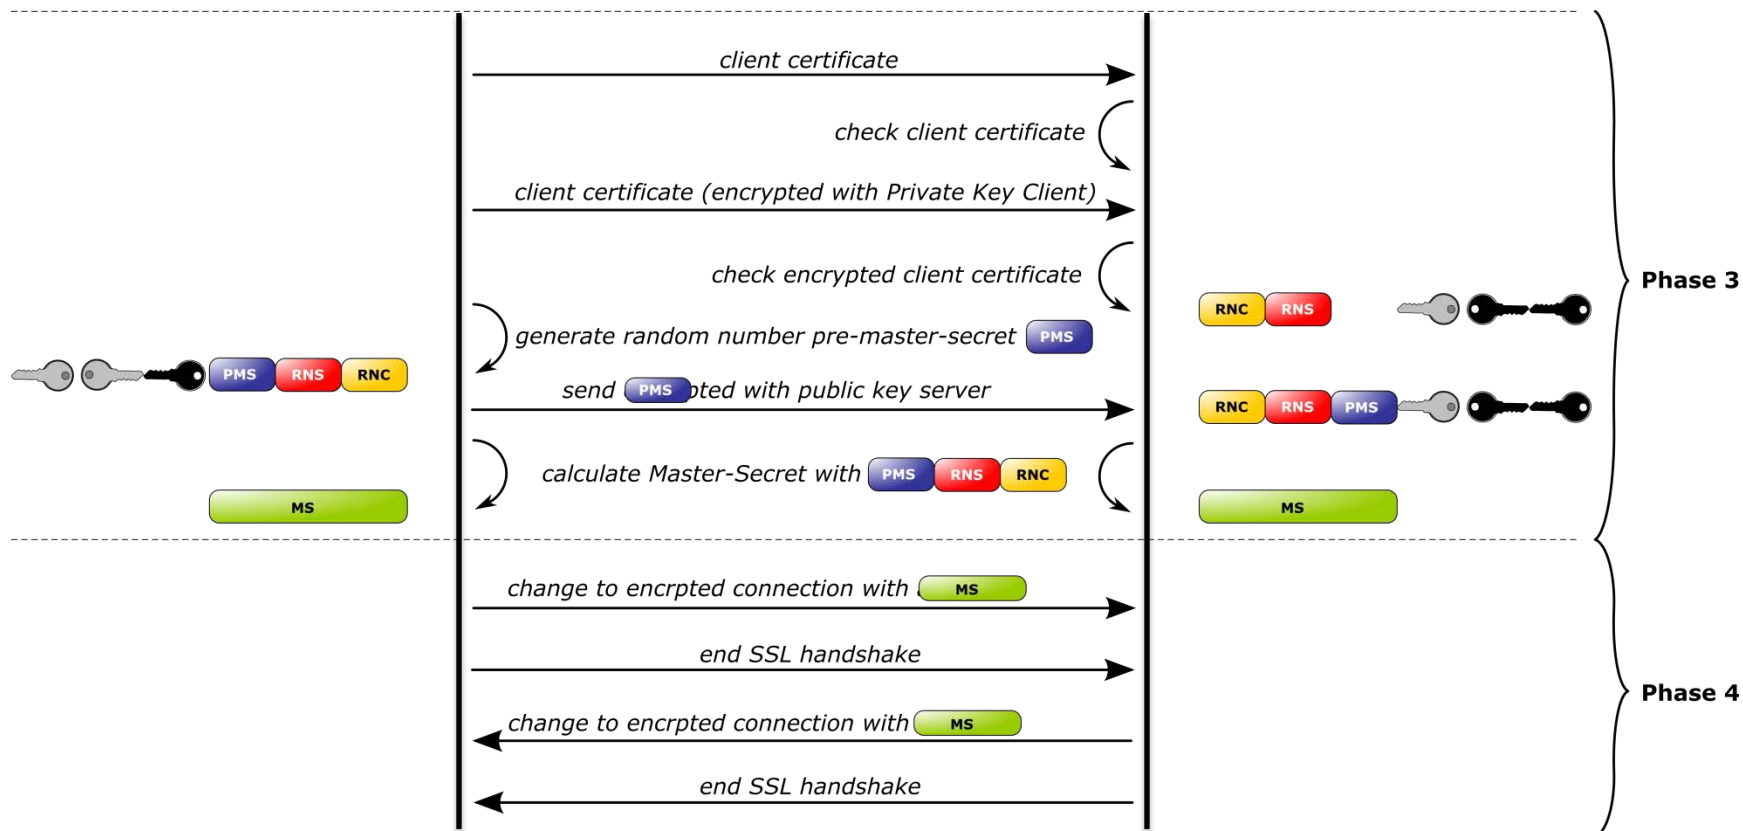 client certificate
check client certificate
client certificate (encrypted with Private Key Client)
check encrypted client certificate
Phase 3
RNC RNS
generate random number pre-master-secret PMS
PMS RNS RNC
send PMS pted with public key server
RNC RNS PMS
calculate Master-Secret with PMS RNS RNC
MS
MS
change to encrpted connection with MS
end SSL handshake
Phase 4
change to encrpted connection with MS
end SSL handshake